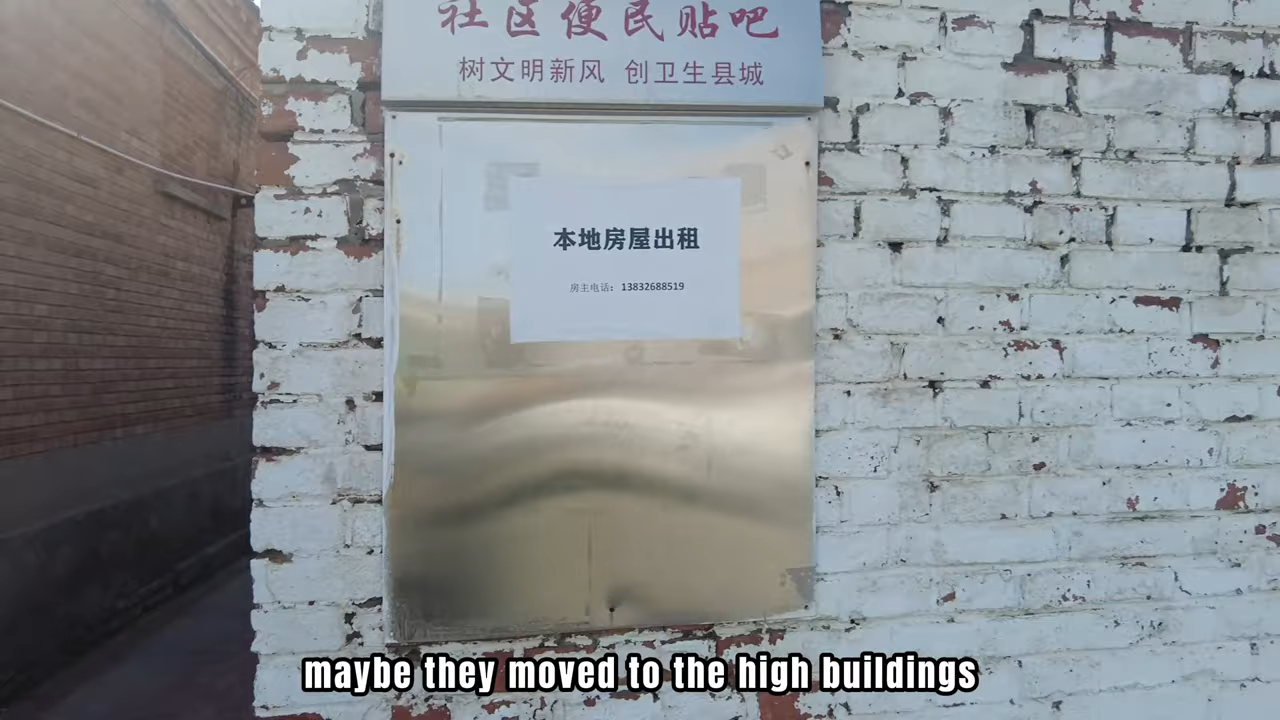 社区便民贴吧
树文明新风 创卫生县城
本地房屋出租
房主电话：13832688519
maybe they moved to the high buildings